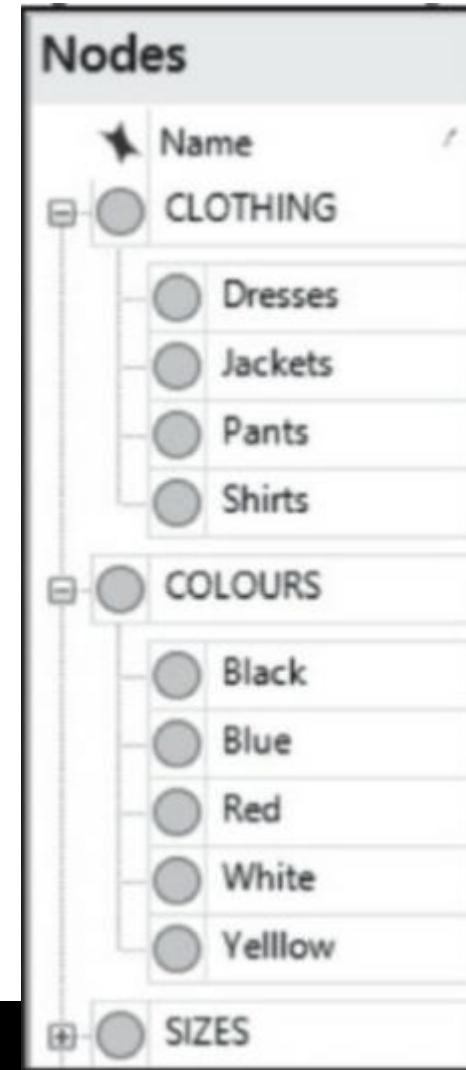 Nodes
Name
CLOTHING
Dresses
Jackets
Pants
Shirts
COLOURS
Black
Blue
Red
White
Yelllow
SIZES